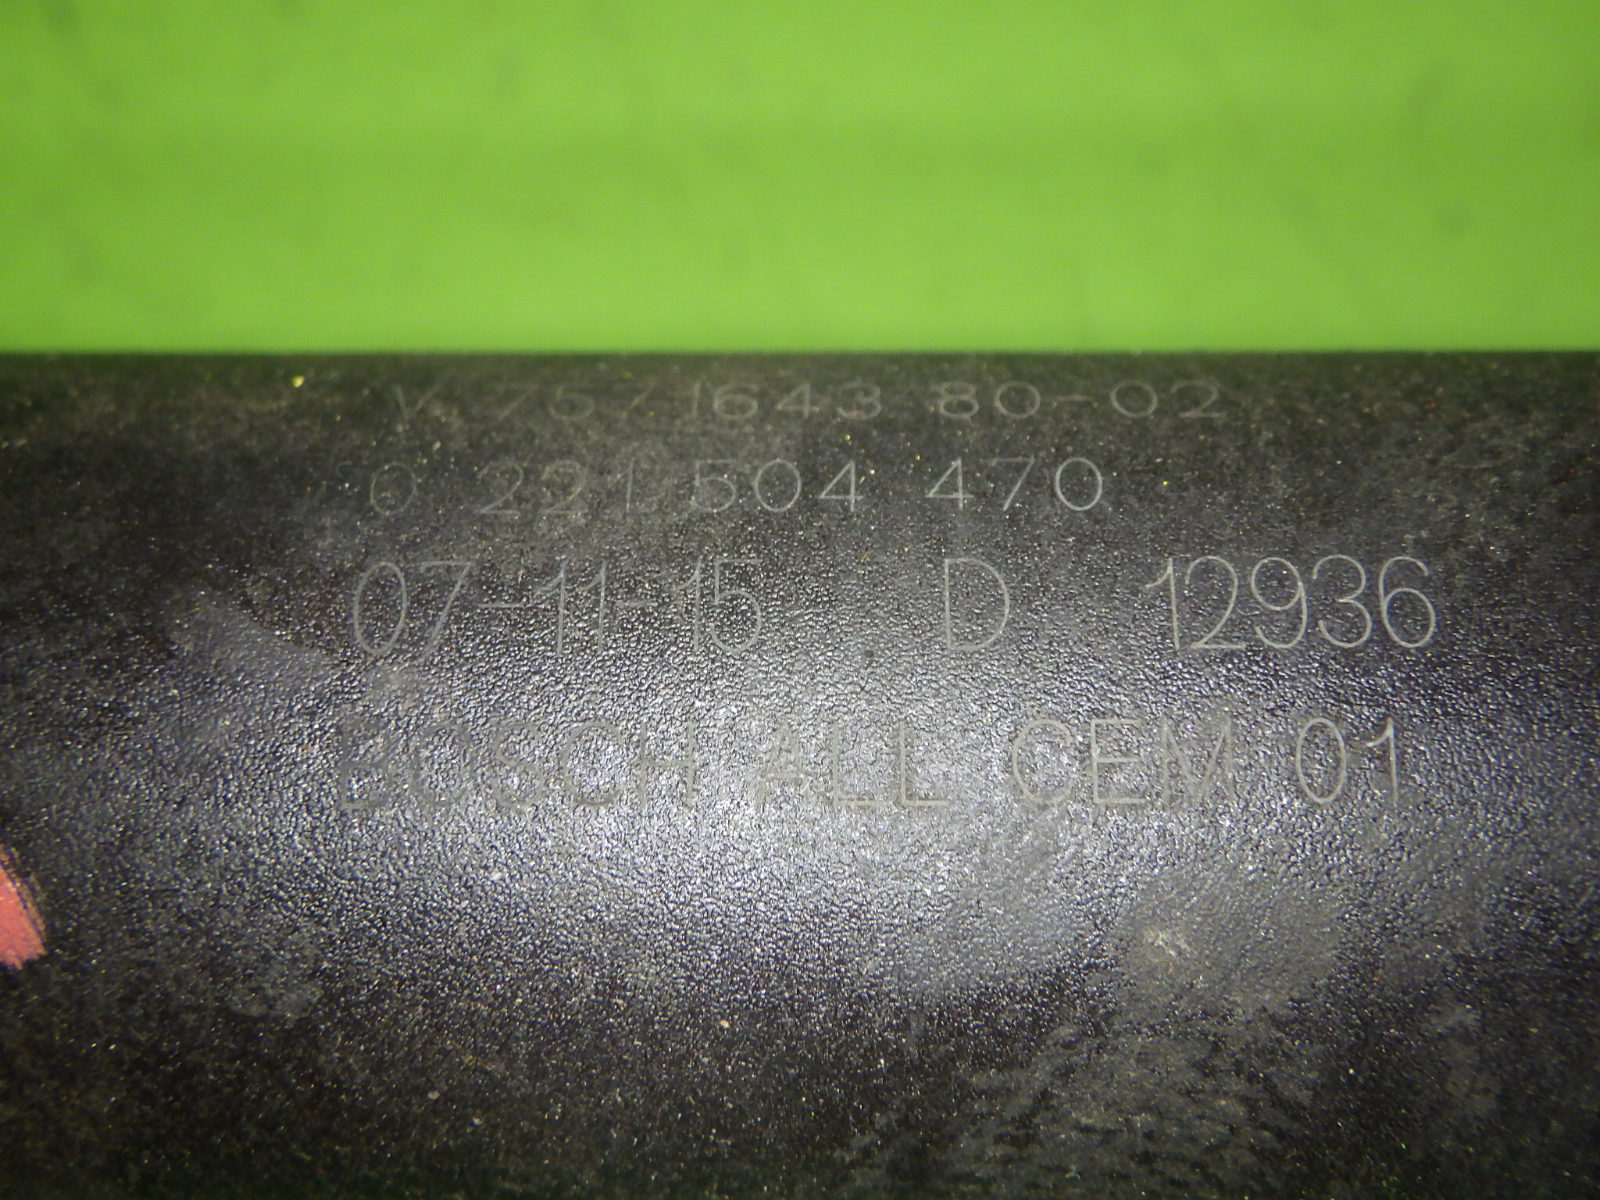 V 7571643 80-02
0 221 504 470
07-11-15 D 12936
BOSCH ALL CEM 01